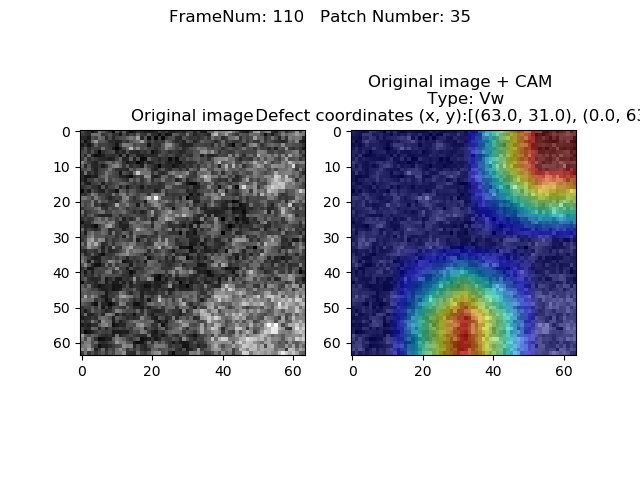 FrameNum: 110   Patch Number: 35
Original image + CAM
Type: Vw
Original image
Defect coordinates (x, y):[(63.0, 31.0), (0.0, 63
0
10
20
30
40
50
60
0 20 40 60
0
10
20
30
40
50
60
0 20 40 60